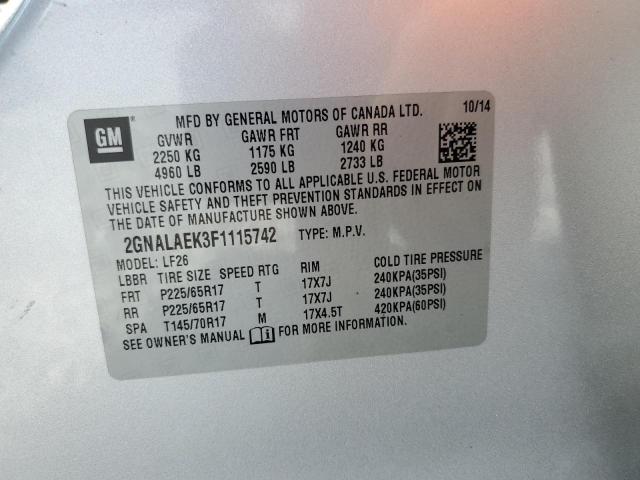 GM
®
MFD BY GENERAL MOTORS OF CANADA LTD. 10/14
GVWR GAWR FRT GAWR RR
2250 KG 1175 KG 1240 KG
4960 LB 2590 LB 2733 LB
THIS VEHICLE CONFORMS TO ALL APPLICABLE U.S. FEDERAL MOTOR
VEHICLE SAFETY AND THEFT PREVENTION STANDARDS IN EFFECT ON
THE DATE OF MANUFACTURE SHOWN ABOVE.
2GNALAEK3F1115742 TYPE: M.P.V.
MODEL: LF26
LBBR TIRE SIZE SPEED RTG RIM COLD TIRE PRESSURE
FRT P225/65R17 T 17X7J 240KPA(35PSI)
RR P225/65R17 T 17X7J 240KPA(35PSI)
SPA T145/70R17 M 17X4.5T 420KPA(60PSI)
SEE OWNER'S MANUAL FOR MORE INFORMATION.